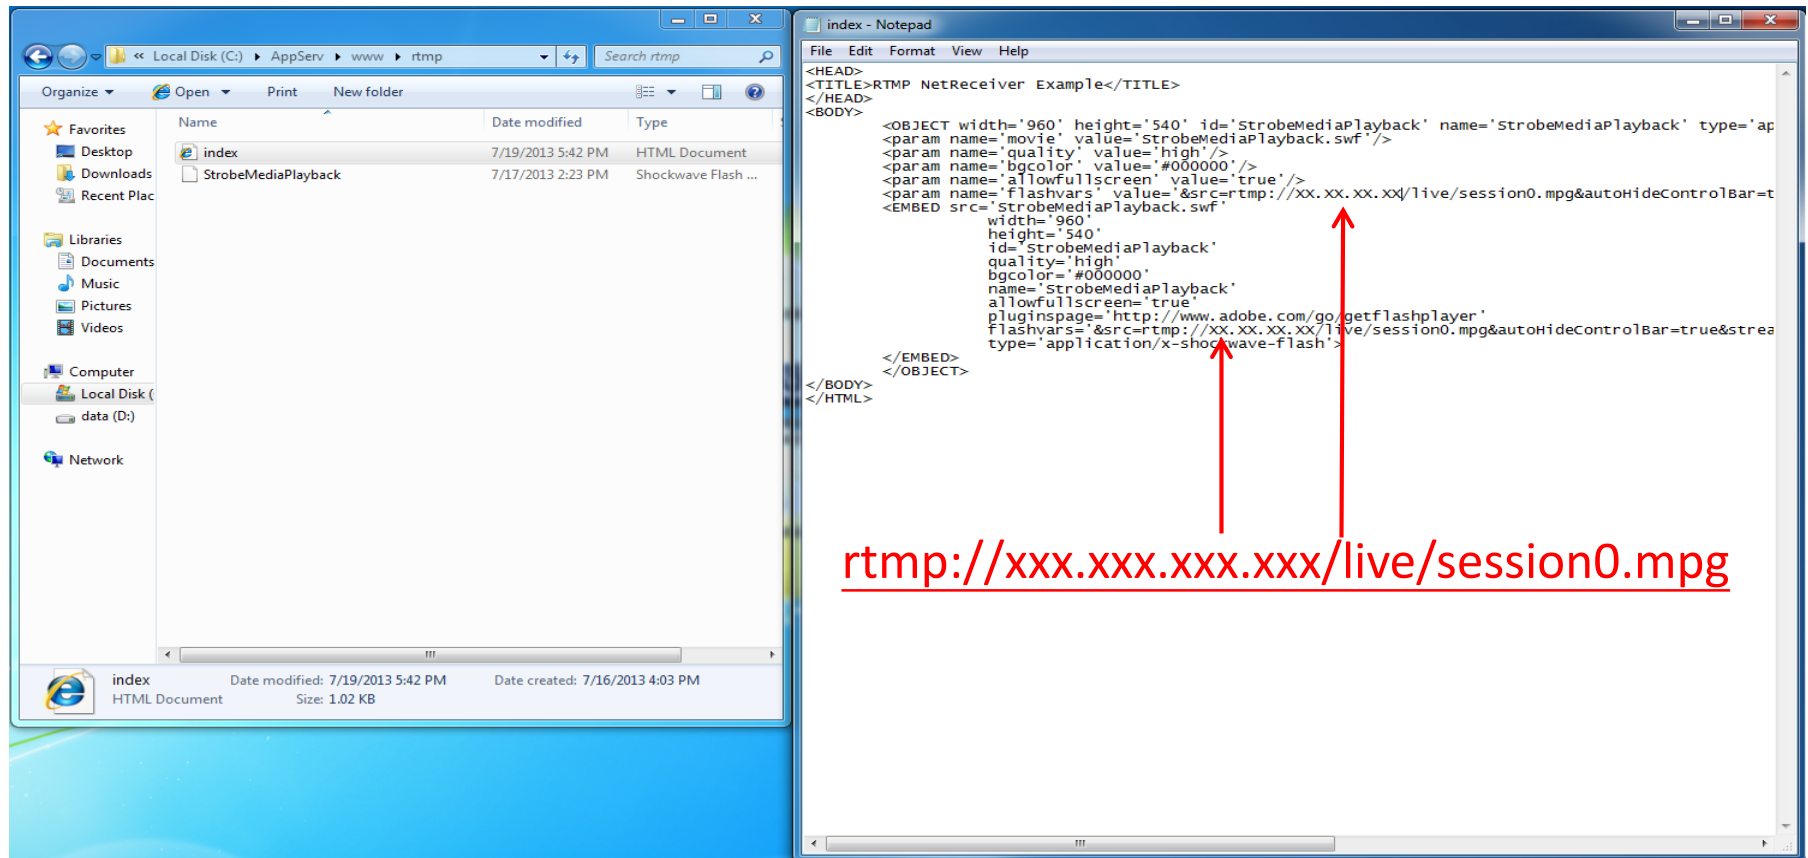 « Local Disk (C:) ▸ AppServ ▸ www ▸ rtmp
Search rtmp
Organize Open Print New folder
Favorites
Desktop
Downloads
Recent Plac
Libraries
Documents
Music
Pictures
Videos
Computer
Local Disk (
data (D:)
Network
Name Date modified Type
index 7/19/2013 5:42 PM HTML Document
StrobeMediaPlayback 7/17/2013 2:23 PM Shockwave Flash ...
index Date modified: 7/19/2013 5:42 PM Date created: 7/16/2013 4:03 PM
HTML Document Size: 1.02 KB
index - Notepad
File Edit Format View Help
<HEAD>
<TITLE>RTMP NetReceiver Example</TITLE>
</HEAD>
<BODY>
<OBJECT width='960' height='540' id='StrobeMediaPlayback' name='StrobeMediaPlayback' type='ap
<param name='movie' value='StrobeMediaPlayback.swf'/>
<param name='quality' value='high'/>
<param name='bgcolor' value='#000000'/>
<param name='allowfullscreen' value='true'/>
<param name='flashvars' value='&src=rtmp://XX.XX.XX.XX/live/session0.mpg&autoHideControlBar=t
<EMBED src='StrobeMediaPlayback.swf'
width='960'
height='540'
id='StrobeMediaPlayback'
quality='high'
bgcolor='#000000'
name='StrobeMediaPlayback'
allowfullscreen='true'
pluginspage='http://www.adobe.com/go/getflashplayer'
flashvars='&src=rtmp://XX.XX.XX.XX/live/session0.mpg&autoHideControlBar=true&strea
type='application/x-shockwave-flash'>
</EMBED>
</OBJECT>
</BODY>
</HTML>
rtmp://xxx.xxx.xxx.xxx/live/session0.mpg